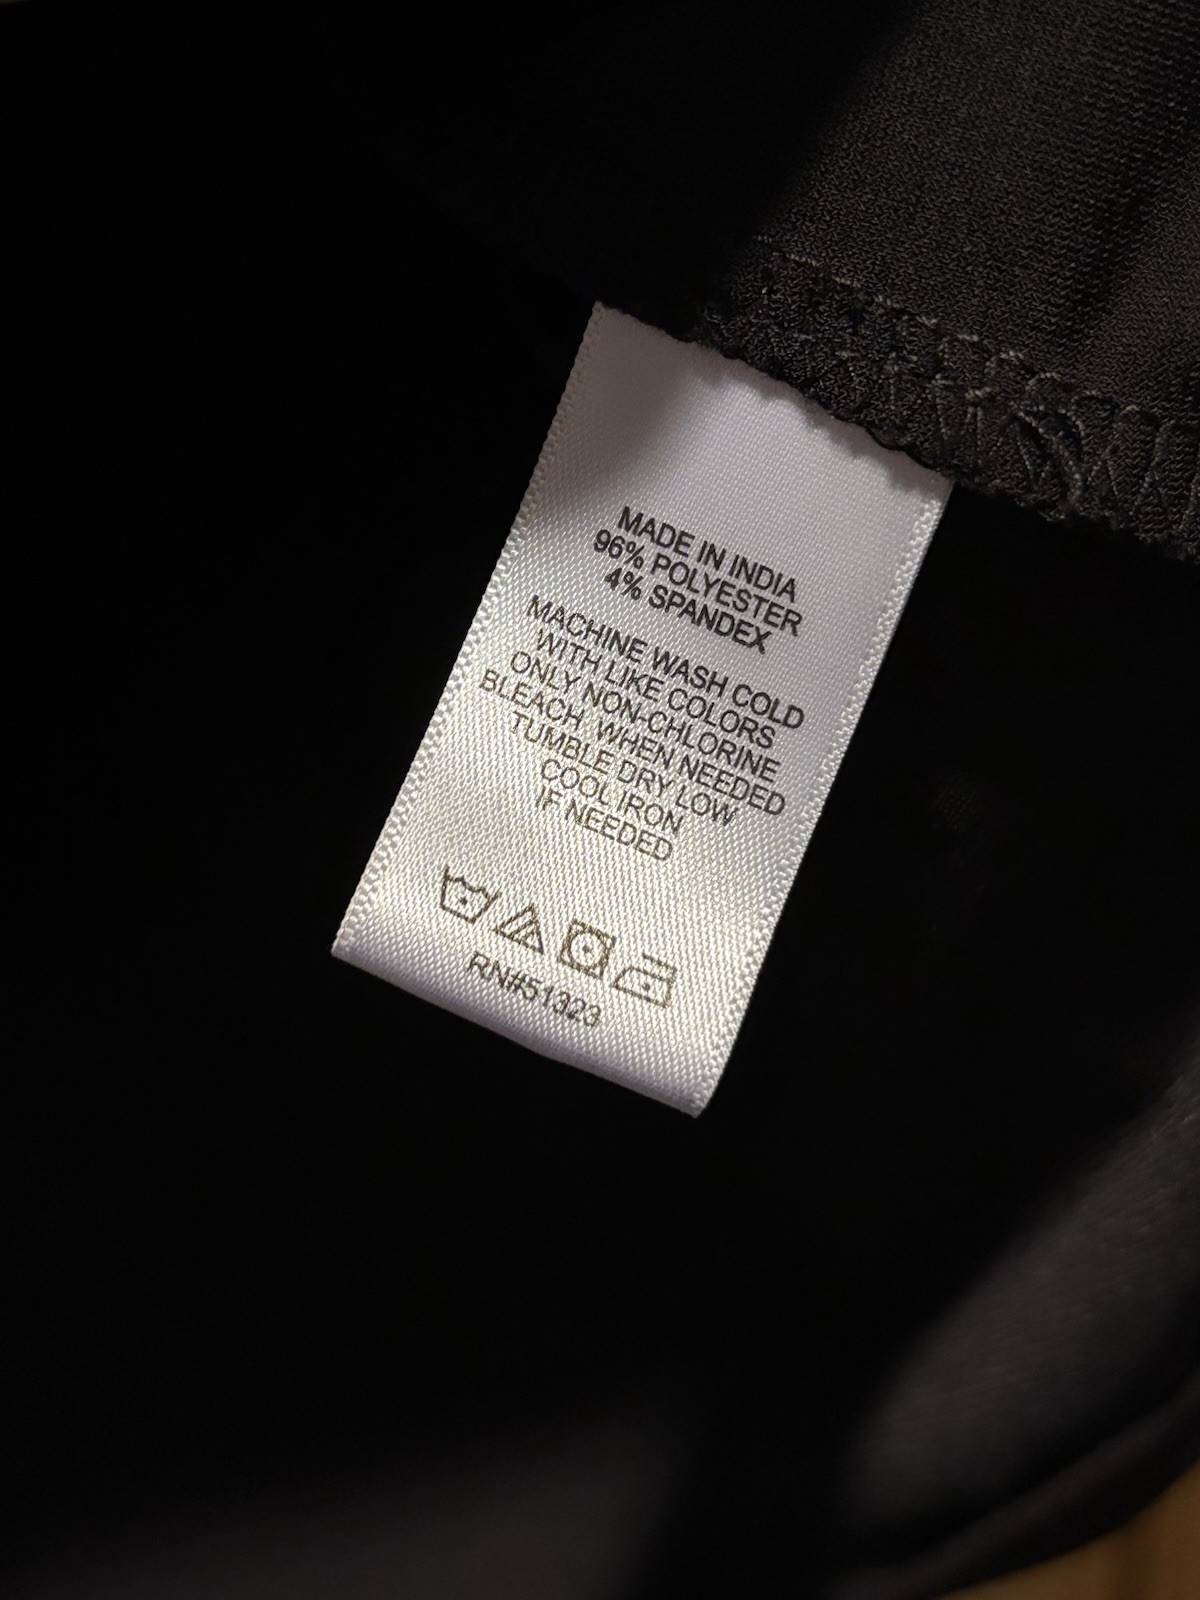 MADE IN INDIA
96% POLYESTER
4% SPANDEX
MACHINE WASH COLD
WITH LIKE COLORS
ONLY NON-CHLORINE
BLEACH, WHEN NEEDED
TUMBLE DRY LOW
COOL IRON
IF NEEDED
RN#51323